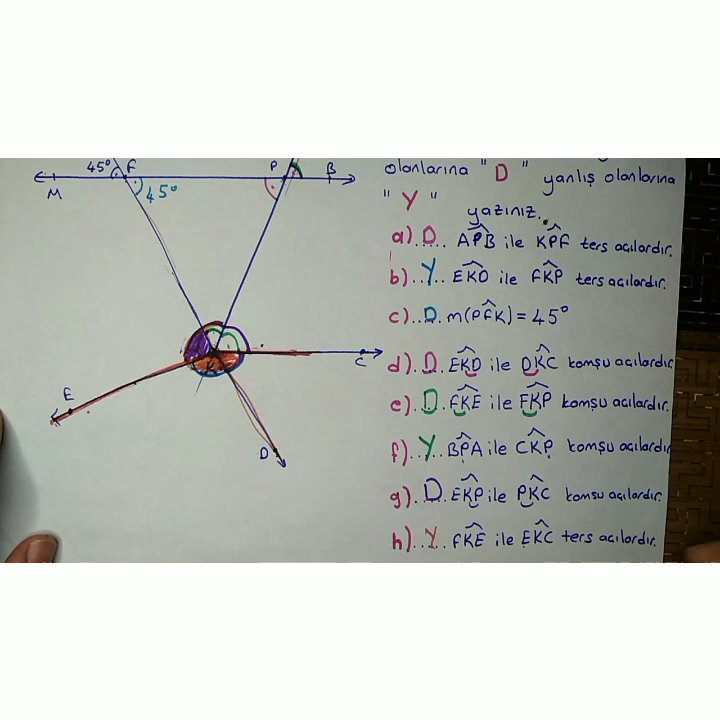 olanlarına " D " yanlış olanlarına
" Y " yazınız.
a) D APB ile KPF ters açılardır.
b) Y EKD ile FKP ters açılardır.
c) D m(PFK) = 45°
d) D EKD ile DKC komşu açılardır
e) D FKE ile FKP komşu açılardır.
f) Y BPA ile CKP komşu açılardır
g) D EKP ile PKC komşu açılardır.
h) Y FKE ile EKC ters açılardır.
45° F P B
M 45°
K C
E
D